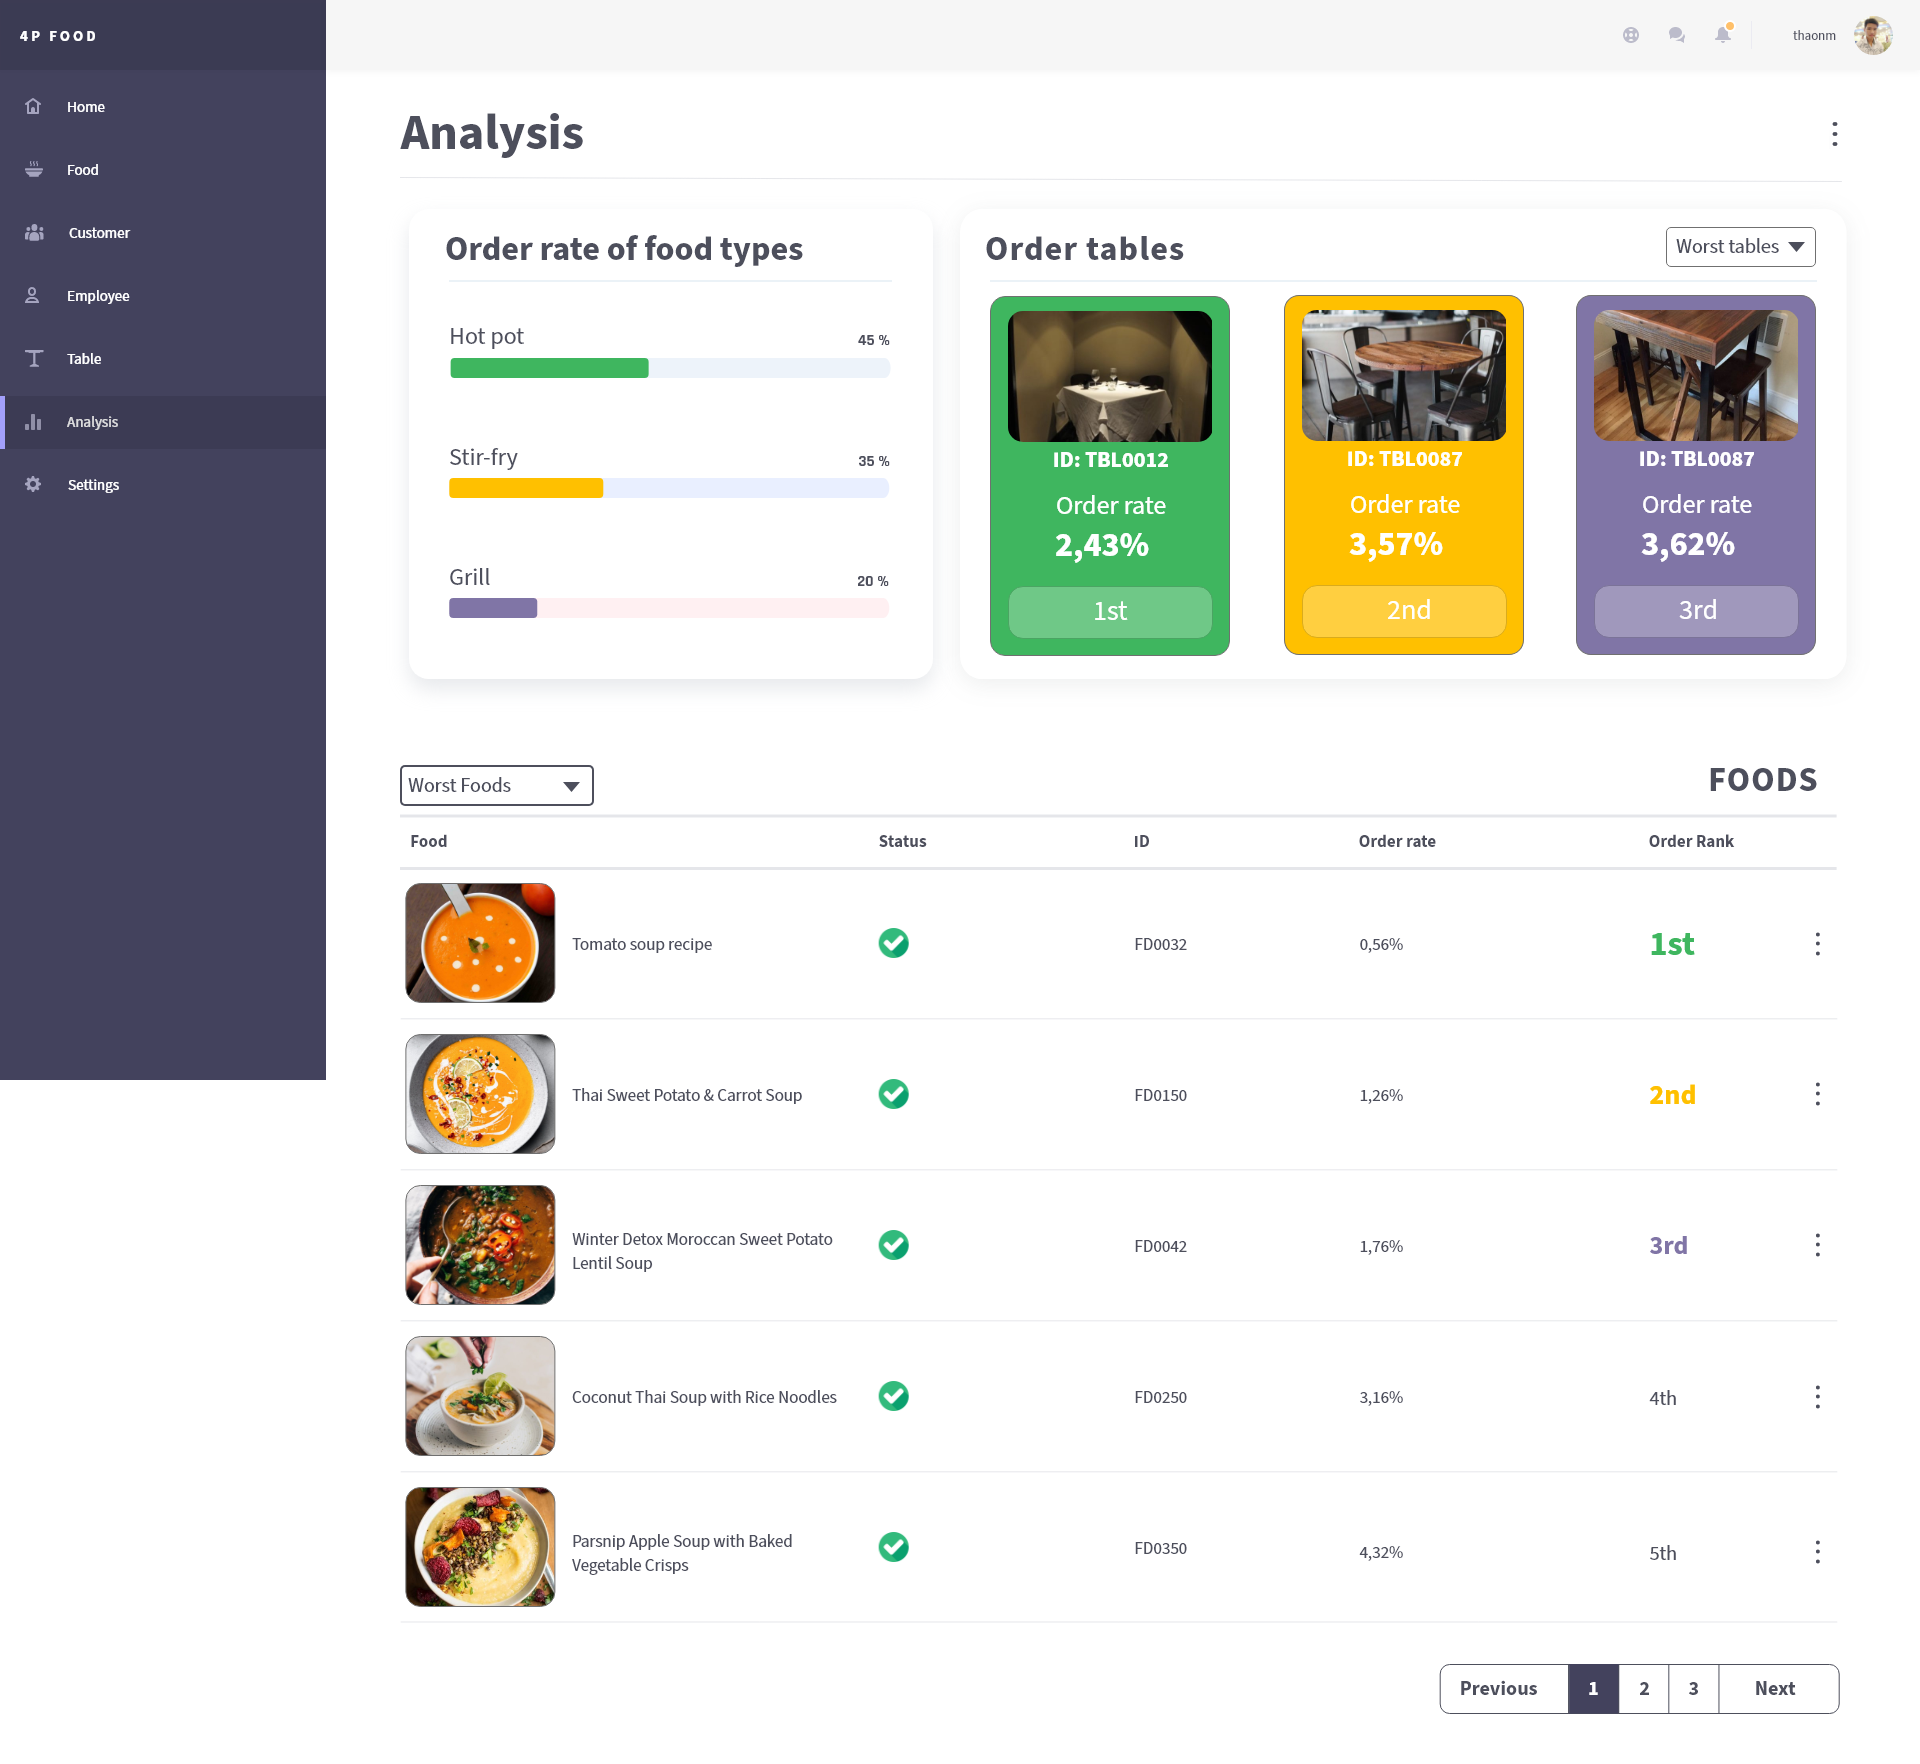 4P FOOD
thaonm
Home
Food
Customer
Employee
Table
Analysis
Settings
Analysis
Order rate of food types
Hot pot
45 %
Stir-fry
35 %
Grill
20 %
Order tables
Worst tables
ID: TBL0012
Order rate
2,43%
1st
ID: TBL0087
Order rate
3,57%
2nd
ID: TBL0087
Order rate
3,62%
3rd
Worst Foods
FOODS
Food Status ID Order rate Order Rank
Tomato soup recipe FD0032 0,56% 1st
Thai Sweet Potato & Carrot Soup FD0150 1,26% 2nd
Winter Detox Moroccan Sweet Potato
Lentil Soup
FD0042 1,76% 3rd
Coconut Thai Soup with Rice Noodles FD0250 3,16% 4th
Parsnip Apple Soup with Baked
Vegetable Crisps
FD0350 4,32% 5th
Previous 1 2 3 Next